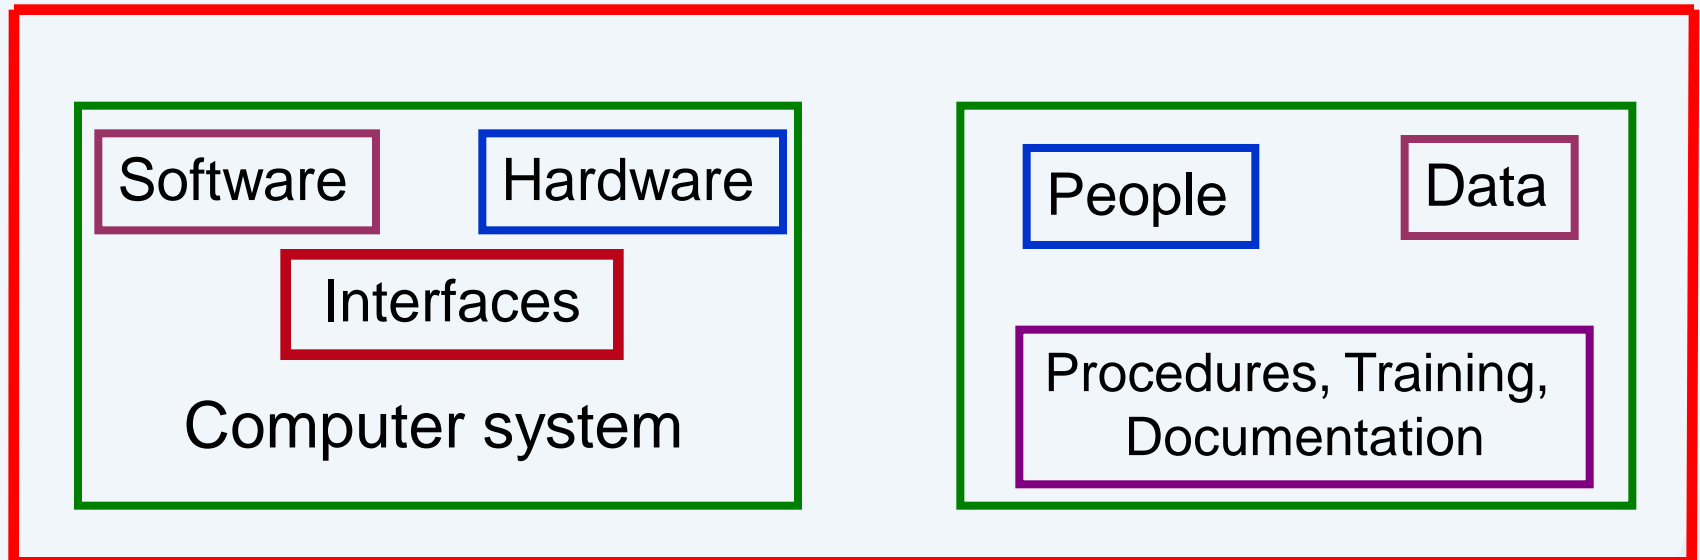 Software
Hardware
Interfaces
Computer system
People
Data
Procedures, Training,
Documentation